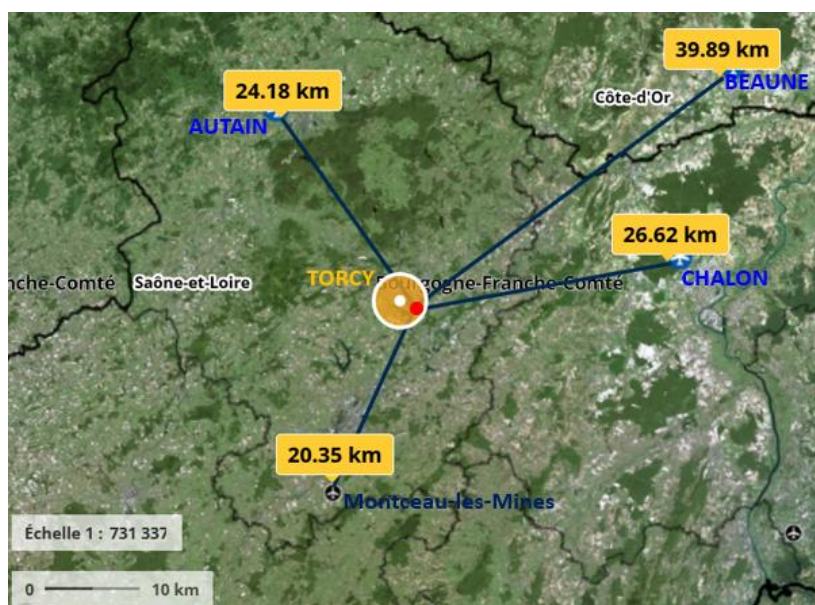 39.89 km
BEAUNE
24.18 km
Côte-d'Or
AUTAIN
26.62 km
TORCY
nche-Comté
Saône-et-Loire
Bourgogne-Franche-Comté
CHALON
20.35 km
Montceau-les-Mines
Échelle 1 : 731 337
0 10 km